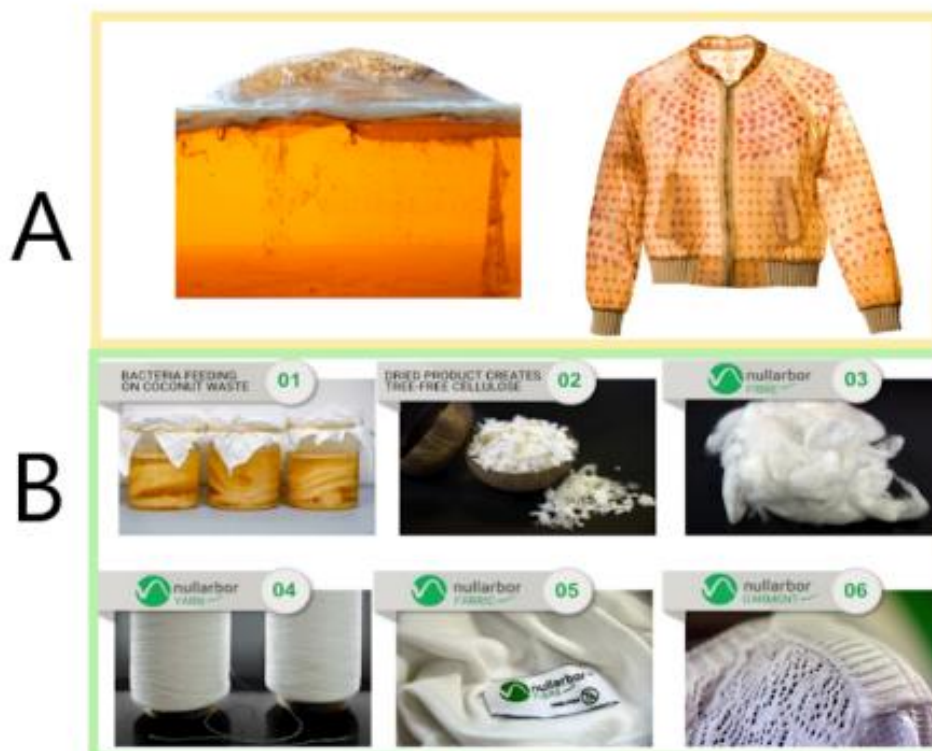 A
B
BACTERIA FEEDING
ON COCONUT WASTE
01
DRIED PRODUCT CREATES
TREE-FREE CELLULOSE
02
nullarbor
FIBRE
03
nullarbor
YARN
04
nullarbor
FABRIC
05
nullarbor
GARMENT
06
nullarbor
FIBRE